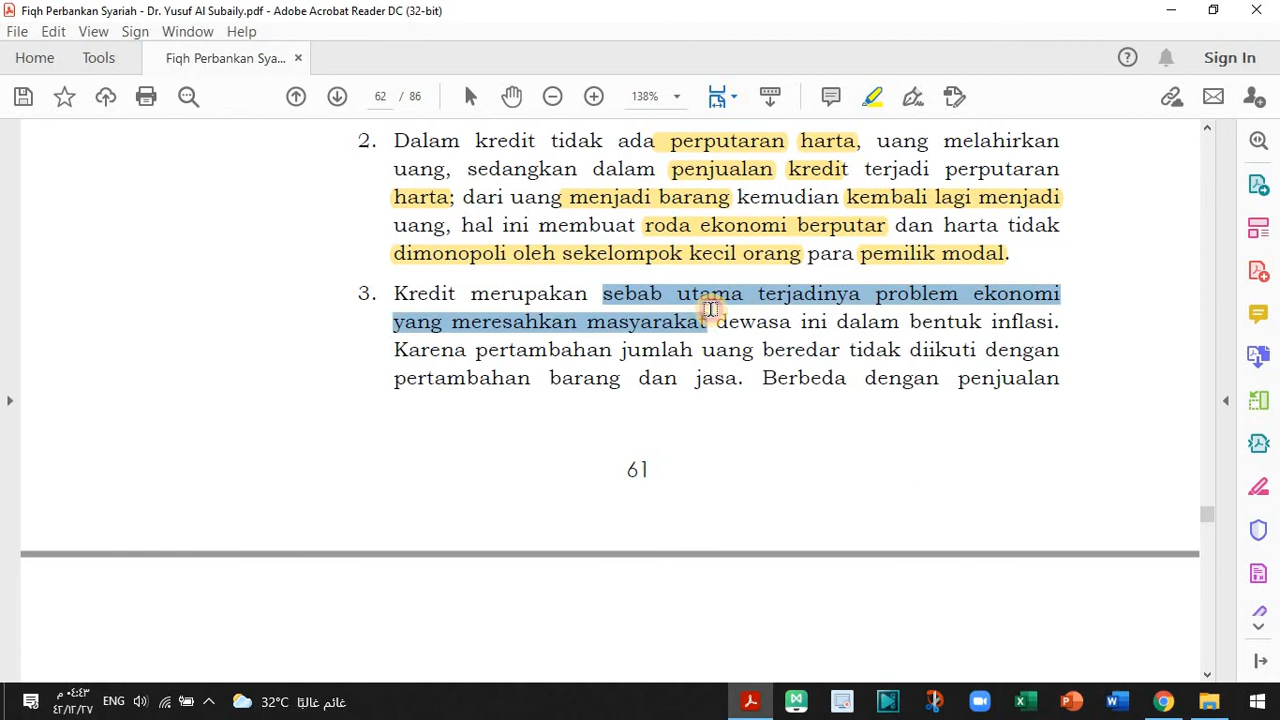 Fiqh Perbankan Syariah - Dr. Yusuf Al Subaily.pdf - Adobe Acrobat Reader DC (32-bit)
File Edit View Sign Window Help
Home Tools Fiqh Perbankan Sya... × Sign In
62 / 86 138%
2. Dalam kredit tidak ada perputaran harta, uang melahirkan
uang, sedangkan dalam penjualan kredit terjadi perputaran
harta; dari uang menjadi barang kemudian kembali lagi menjadi
uang, hal ini membuat roda ekonomi berputar dan harta tidak
dimonopoli oleh sekelompok kecil orang para pemilik modal.
3. Kredit merupakan sebab utama terjadinya problem ekonomi
yang meresahkan masyarakat dewasa ini dalam bentuk inflasi.
Karena pertambahan jumlah uang beredar tidak diikuti dengan
pertambahan barang dan jasa. Berbeda dengan penjualan
61
ENG 32°C غائم غالبًا
٠٤:٤٣ م
٤٢/١٢/٢٧